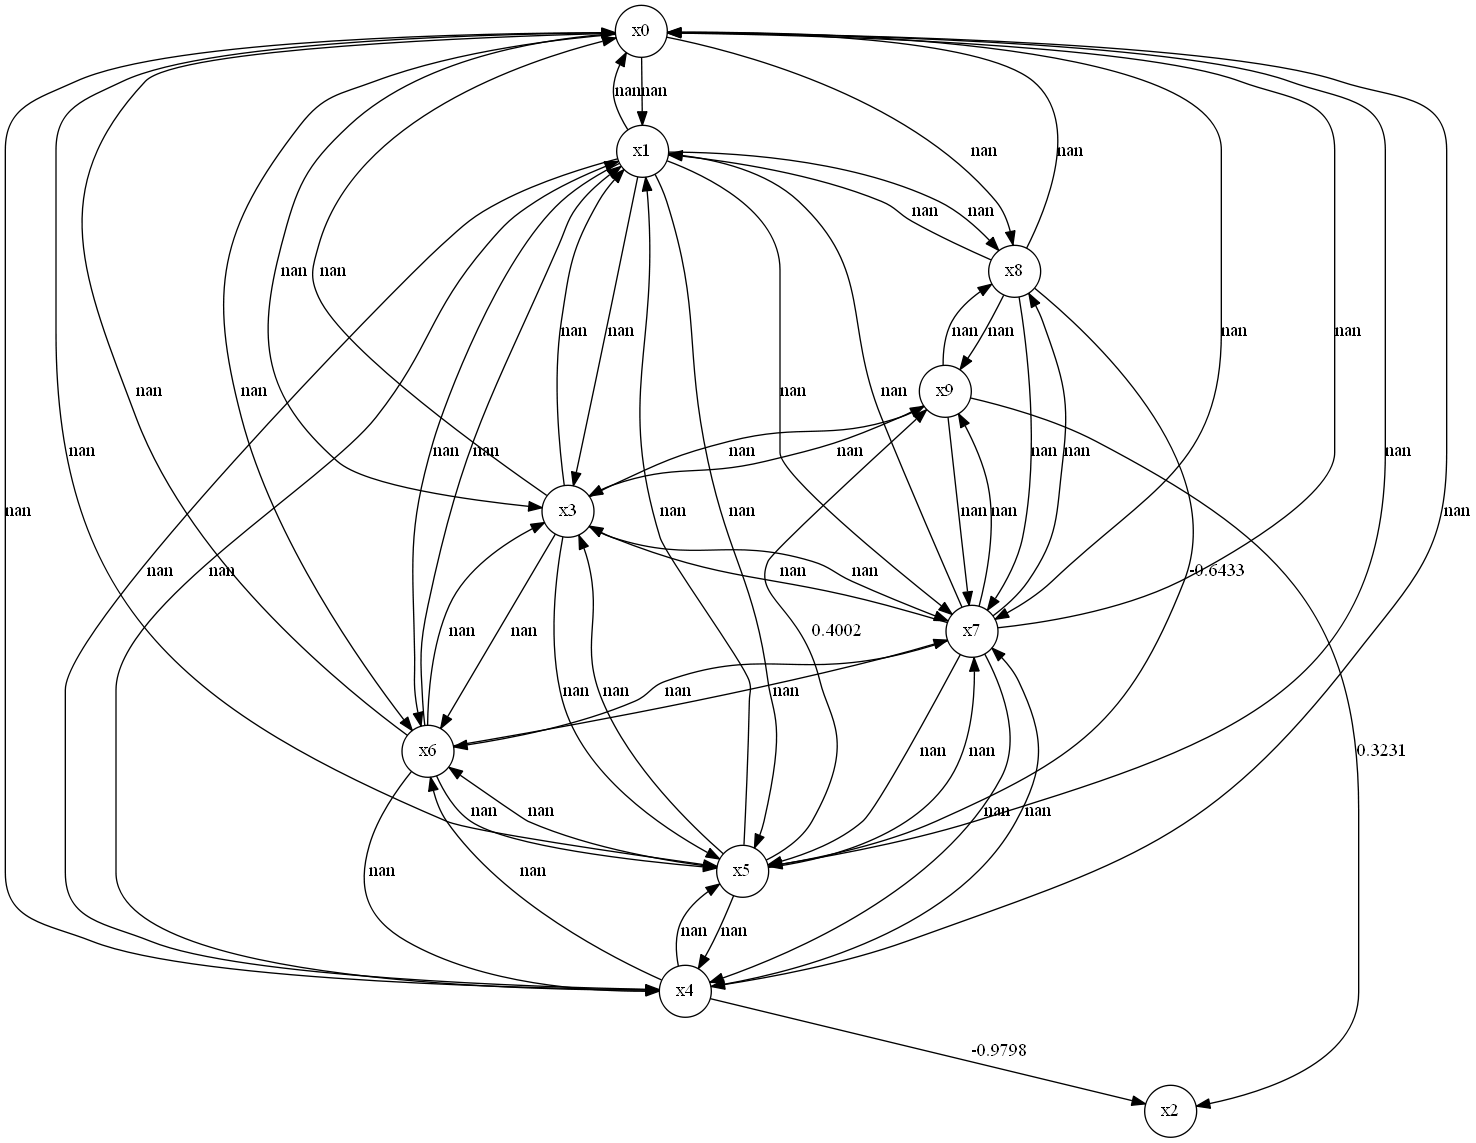 x0
nan nan
x1
nan nan
nan nan
x8
nan nan
nan nan nan nan nan nan
nan nan x9 nan nan
nan nan nan nan nan nan nan nan
nan x3 nan nan nan nan nan
nan nan nan nan -0.6433
nan nan 0.4002 x7
nan nan nan nan
x6 nan nan 0.3231
nan nan nan nan
nan nan x5
nan nan
x4
-0.9798
x2